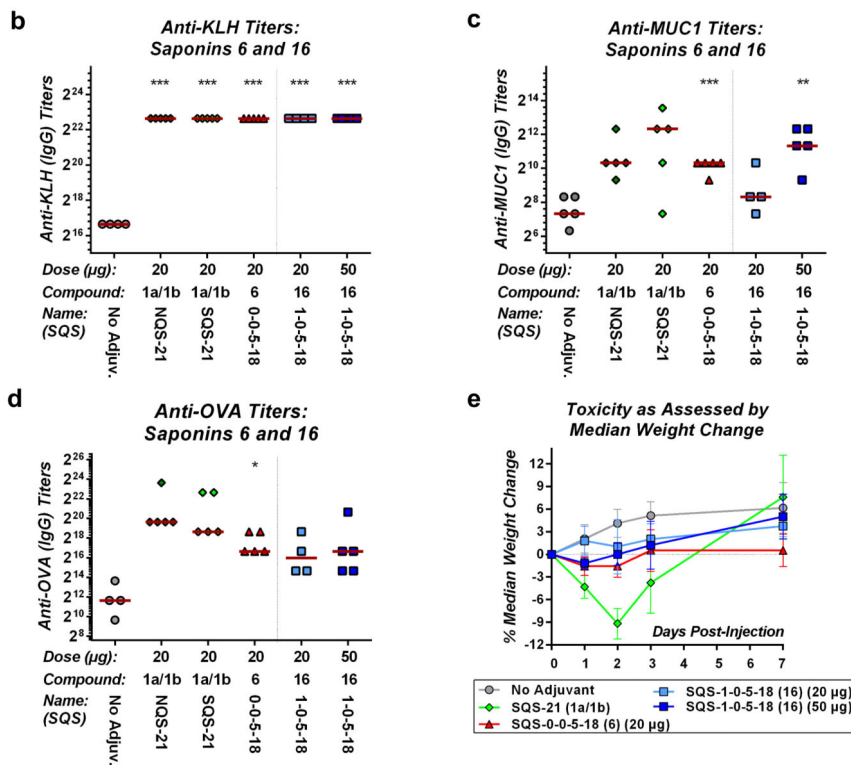 b
Anti-KLH Titers:
Saponins 6 and 16
Anti-KLH (IgG) Titers
2^24
2^22
2^20
2^18
2^16
*** *** *** *** ***
Dose (µg): 20 20 20 20 50
Compound: 1a/1b 1a/1b 6 16 16
Name: (SQS)
No Adjuv. NQS-21 SQS-21 0-0-5-18 1-0-5-18 1-0-5-18
c
Anti-MUC1 Titers:
Saponins 6 and 16
Anti-MUC1 (IgG) Titers
2^14
2^12
2^10
2^8
2^6
*** **
Dose (µg): 20 20 20 20 50
Compound: 1a/1b 1a/1b 6 16 16
Name: (SQS)
No Adjuv. NQS-21 SQS-21 0-0-5-18 1-0-5-18 1-0-5-18
d
Anti-OVA Titers:
Saponins 6 and 16
Anti-OVA (IgG) Titers
2^26
2^24
2^22
2^20
2^18
2^16
2^14
2^12
2^10
2^8
*
Dose (µg): 20 20 20 20 50
Compound: 1a/1b 1a/1b 6 16 16
Name: (SQS)
No Adjuv. NQS-21 SQS-21 0-0-5-18 1-0-5-18 1-0-5-18
e
Toxicity as Assessed by
Median Weight Change
% Median Weight Change
12
9
6
3
0
-3
-6
-9
-12
Days Post-Injection
0 1 2 3 4 5 6 7
No Adjuvant
SQS-21 (1a/1b)
SQS-0-0-5-18 (6) (20 µg)
SQS-1-0-5-18 (16) (20 µg)
SQS-1-0-5-18 (16) (50 µg)